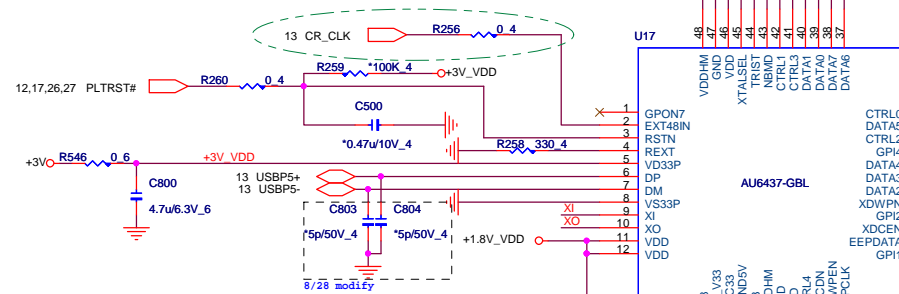 13 CR_CLK
R256 0_4
U17
48 47 46 45 44 43 42 41 40 39 38 37
VDDHM GND VDD XTALSEL TRIST NBMD CTRL1 CTRL3 DATA1 DATA0 DATA7 DATA6
R259 *100K_4 +3V_VDD
12,17,26,27 PLTRST# R260 0_4
C500
*0.47u/10V_4
R258 330_4
1 GPON7
2 EXT48IN
3 RSTN
4 REXT
5 VD33P
6 DP
7 DM
8 VS33P
9 XI
10 XO
11 VDD
12 VDD
AU6437-GBL
CTRL0
DATA5
CTRL2
GPI4
DATA4
DATA3
DATA2
XDWPN
GPI2
XDCEN
EEPDATA
GPI1
+3V R546 0_6 +3V_VDD
C800
4.7u/6.3V_6
13 USBP5+
13 USBP5-
C803 C804
*5p/50V_4 *5p/50V_4
8/28 modify
XI
XO
+1.8V_VDD